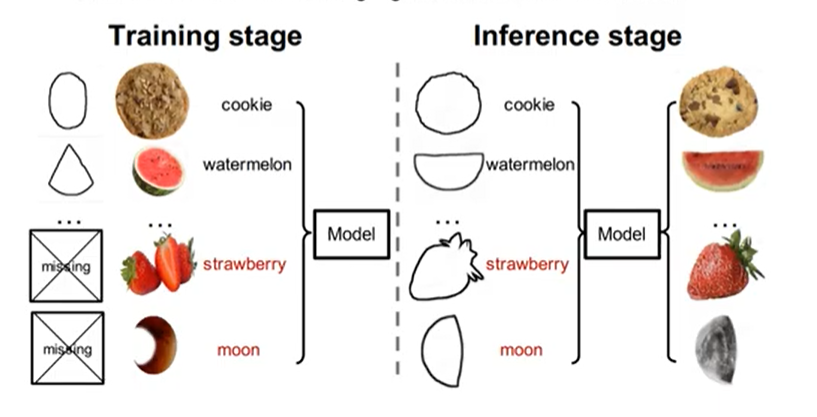 Training stage
Inference stage
cookie
cookie
watermelon
watermelon
...
...
...
...
missing
strawberry
Model
strawberry
Model
missing
moon
moon